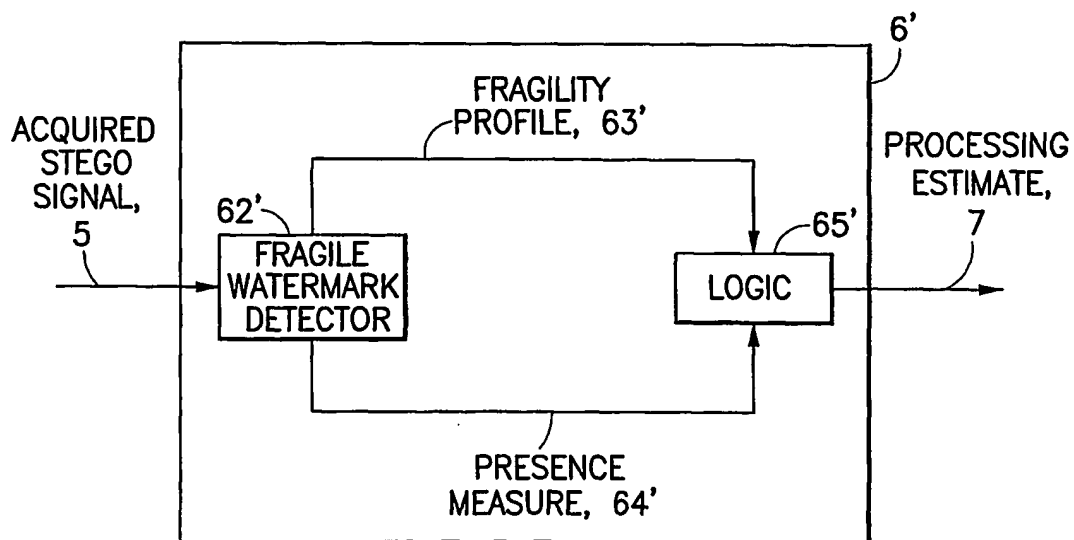 6'
FRAGILITY
PROFILE, 63'
ACQUIRED
STEGO
SIGNAL,
5
PROCESSING
ESTIMATE,
7
62'
65'
FRAGILE
WATERMARK
DETECTOR
LOGIC
PRESENCE
MEASURE, 64'